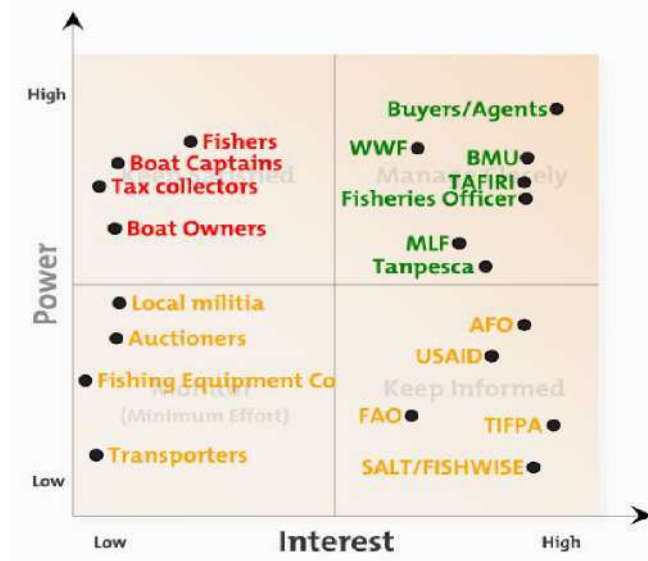 High
Buyers/Agents
Fishers
WWF
Boat Captains
BMU
Keep Satisfied
Manage Closely
Tax collectors
TAFIRI
Fisheries Officer
Boat Owners
MLF
Tanpesca
Power
Local militia
AFO
Auctioners
USAID
Fishing Equipment Co
Monitor
(Minimum Effort)
Keep Informed
FAO
TIFPA
Transporters
SALT/FISHWISE
Low
Low
Interest
High